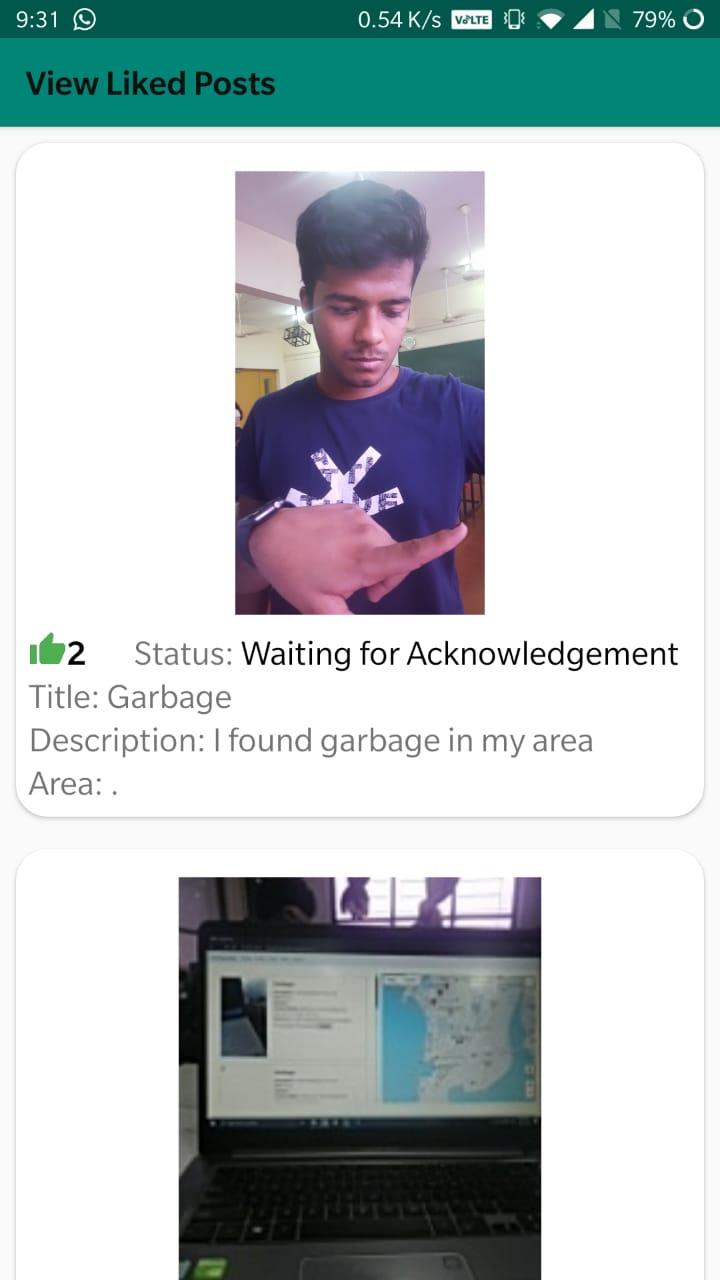 9:31 0.54 K/s VoLTE 79%
View Liked Posts
2 Status: Waiting for Acknowledgement
Title: Garbage
Description: I found garbage in my area
Area: .